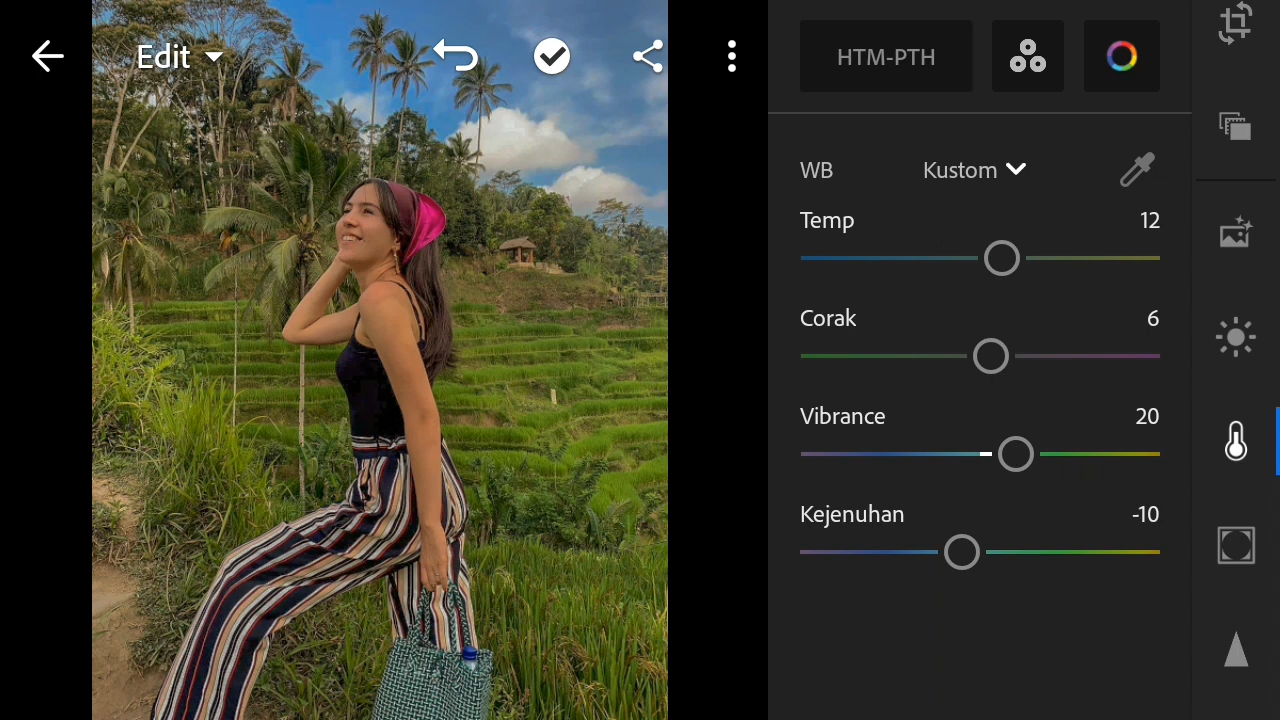 Edit
HTM-PTH
WB Kustom
Temp 12
Corak 6
Vibrance 20
Kejenuhan -10